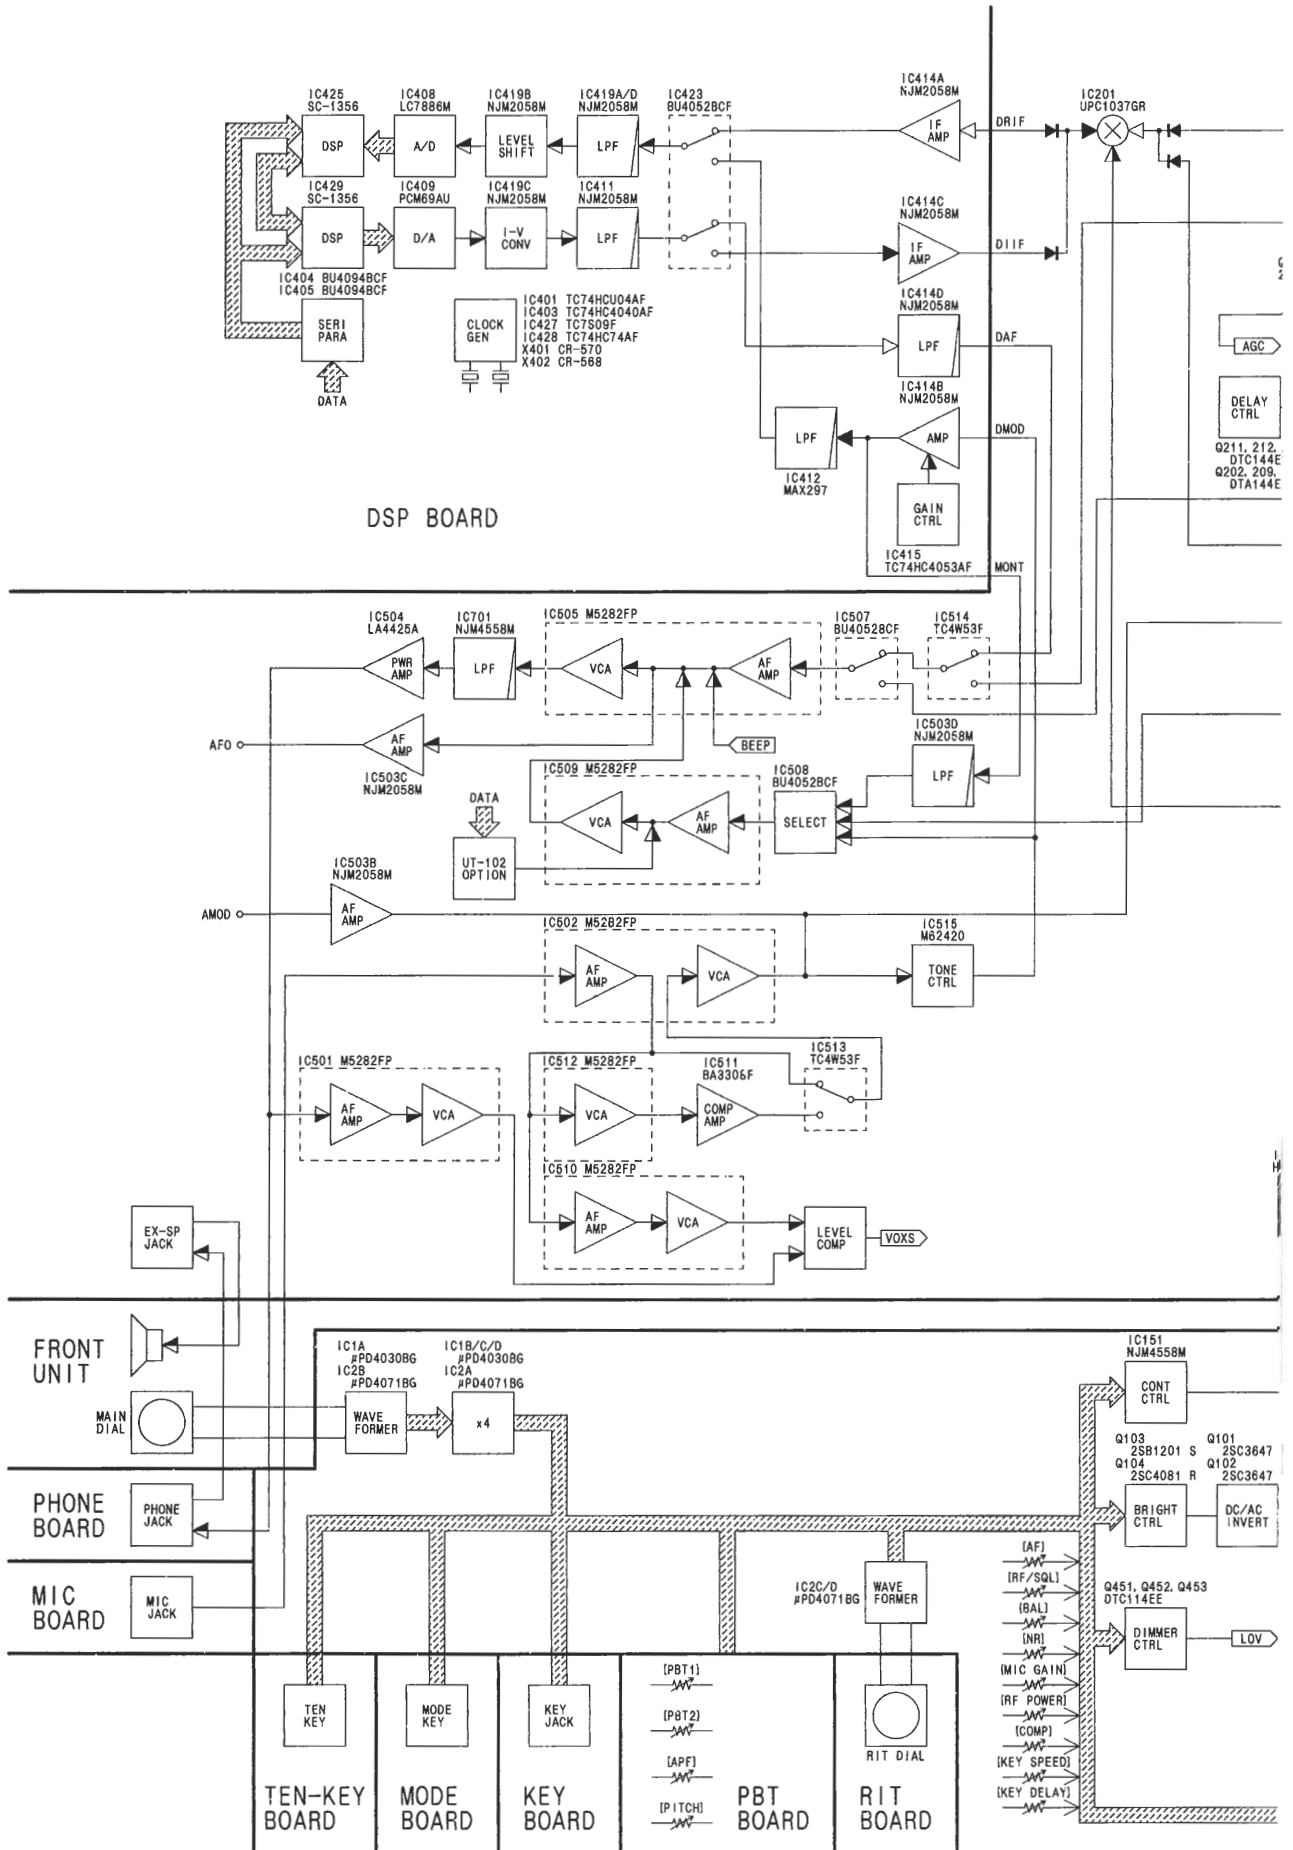 IC425
SC-1356
DSP
IC408
LC7886M
A/D
IC419B
NJM2058M
LEVEL
SHIFT
IC419A/D
NJM2058M
LPF
IC423
BU4052BCF
IC414A
NJM2058M
IF
AMP
DRIF
IC201
UPC1037GR
IC429
SC-1356
DSP
IC409
PCM69AU
D/A
IC419C
NJM2058M
I-V
CONV
IC411
NJM2058M
LPF
IC414C
NJM2058M
IF
AMP
DIIF
IC404 BU4094BCF
IC405 BU4094BCF
SERI
PARA
DATA
CLOCK
GEN
IC401 TC74HCU04AF
IC403 TC74HC4040AF
IC427 TC7S09F
IC428 TC74HC74AF
X401 CR-570
X402 CR-568
IC414D
NJM2058M
LPF
DAF
AGC
IC414B
NJM2058M
AMP
DMOD
LPF
IC412
MAX297
GAIN
CTRL
IC415
TC74HC4053AF
MONT
DELAY
CTRL
Q211, 212,
DTC144E
Q202, 209,
DTA144E
DSP BOARD
IC504
LA4425A
PWR
AMP
IC701
NJM4558M
LPF
IC505 M5282FP
VCA
AF
AMP
IC507
BU40528CF
IC514
TC4W53F
AFO
AF
AMP
IC503C
NJM2058M
BEEP
IC503D
NJM2058M
LPF
IC509 M5282FP
VCA
AF
AMP
IC508
BU4052BCF
SELECT
DATA
UT-102
OPTION
IC503B
NJM2058M
AF
AMP
AMOD
IC502 M5282FP
AF
AMP
VCA
IC515
M62420
TONE
CTRL
IC501 M5282FP
AF
AMP
VCA
IC512 M5282FP
VCA
IC511
BA3306F
COMP
AMP
IC513
TC4W53F
IC510 M5282FP
AF
AMP
VCA
LEVEL
COMP
VOXS
EX-SP
JACK
FRONT
UNIT
MAIN
DIAL
IC1A
μPD4030BG
IC2B
μPD4071BG
WAVE
FORMER
IC1B/C/D
μPD4030BG
IC2A
μPD4071BG
x4
IC151
NJM4558M
CONT
CTRL
Q103
2SB1201 S
Q104
2SC4081 R
BRIGHT
CTRL
Q101
2SC3647
Q102
2SC3647
DC/AC
INVERT
PHONE
BOARD
PHONE
JACK
MIC
BOARD
MIC
JACK
IC2C/D
μPD4071BG
WAVE
FORMER
[AF]
[RF/SQL]
[BAL]
[NR]
[MIC GAIN]
[RF POWER]
[COMP]
[KEY SPEED]
[KEY DELAY]
Q451, Q452, Q453
DTC114EE
DIMMER
CTRL
LOV
TEN
KEY
MODE
KEY
KEY
JACK
[PBT1]
[PBT2]
[APF]
[PITCH]
RIT DIAL
TEN-KEY
BOARD
MODE
BOARD
KEY
BOARD
PBT
BOARD
RIT
BOARD